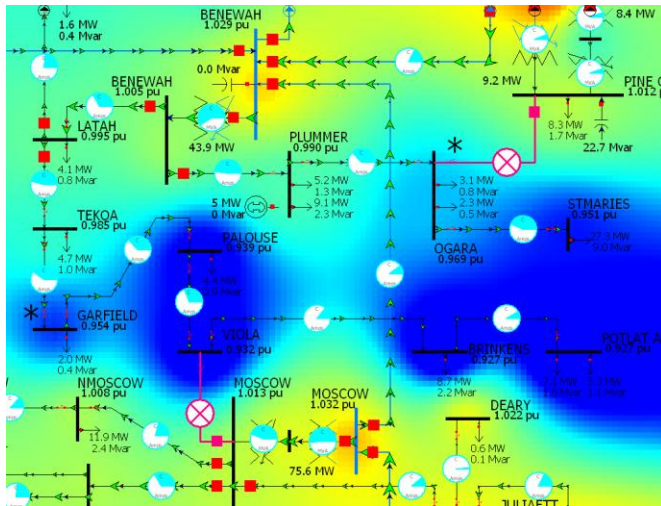 1.6 MW
0.4 Mvar
BENEWAH
1.029 pu
8.4 MW
0.0 Mvar
BENEWAH
1.005 pu
9.2 MW
PINE C
1.012 p
LATAH
0.995 pu
8.3 MW
1.7 Mvar
43.9 MW
PLUMMER
0.990 pu
22.7 Mvar
4.1 MW
0.8 Mvar
5.2 MW
1.3 Mvar
9.1 MW
2.3 Mvar
3.1 MW
0.8 Mvar
2.3 MW
0.5 Mvar
5 MW
0 Mvar
STMARIES
0.951 pu
TEKOA
0.985 pu
PALOUSE
0.939 pu
OGARA
0.969 pu
9.0 Mvar
4.7 MW
1.0 Mvar
GARFIELD
0.954 pu
VIOLA
0.932 pu
BRINKENS
0.927 pu
POTLAT A
0.927 pu
2.0 MW
0.4 Mvar
8.7 MW
2.2 Mvar
NMOSCOW
1.008 pu
MOSCOW
1.013 pu
MOSCOW
1.032 pu
DEARY
1.022 pu
11.9 MW
2.4 Mvar
0.6 MW
0.1 Mvar
75.6 MW
JULIAETT